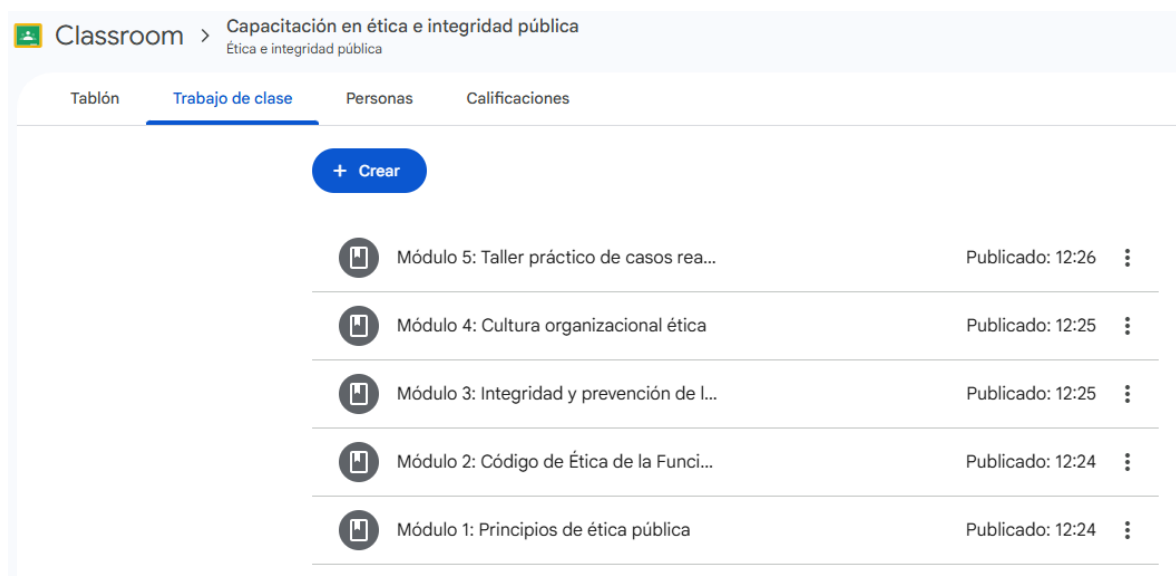 Classroom > Capacitación en ética e integridad pública
Ética e integridad pública
Tablón Trabajo de clase Personas Calificaciones
+ Crear
Módulo 5: Taller práctico de casos rea... Publicado: 12:26
Módulo 4: Cultura organizacional ética Publicado: 12:25
Módulo 3: Integridad y prevención de l... Publicado: 12:25
Módulo 2: Código de Ética de la Funci... Publicado: 12:24
Módulo 1: Principios de ética pública Publicado: 12:24